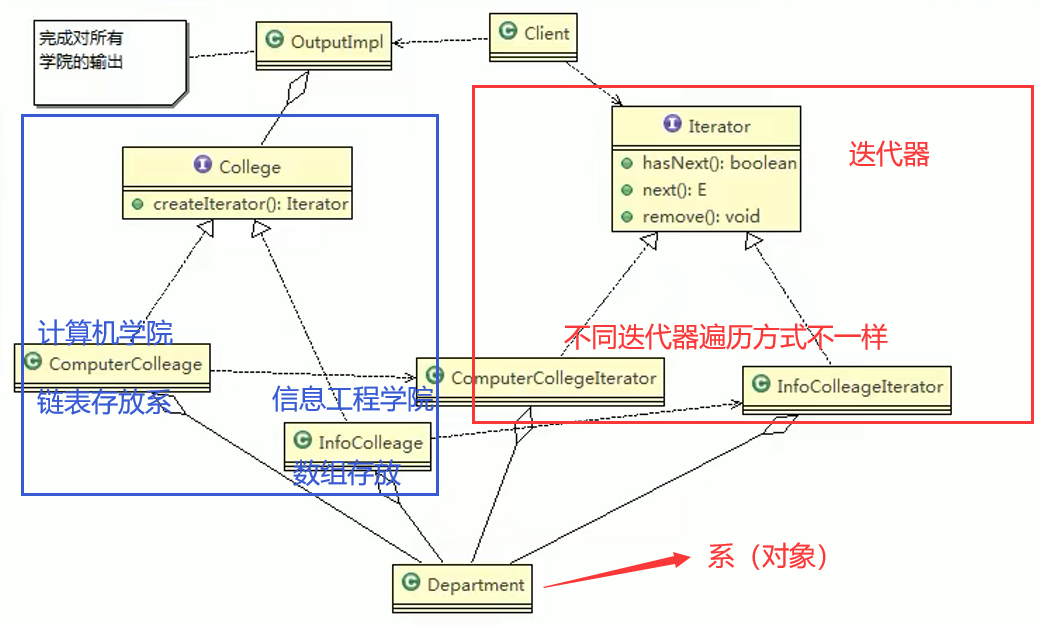 完成对所有
学院的输出
OutputImpl
Client
College
createIterator(): Iterator
Iterator
hasNext(): boolean
next(): E
remove(): void
迭代器
计算机学院
ComputerColleage
链表存放系
信息工程学院
InfoColleage
数组存放
不同迭代器遍历方式不一样
ComputerCollegeIterator
InfoColleageIterator
Department
系（对象）